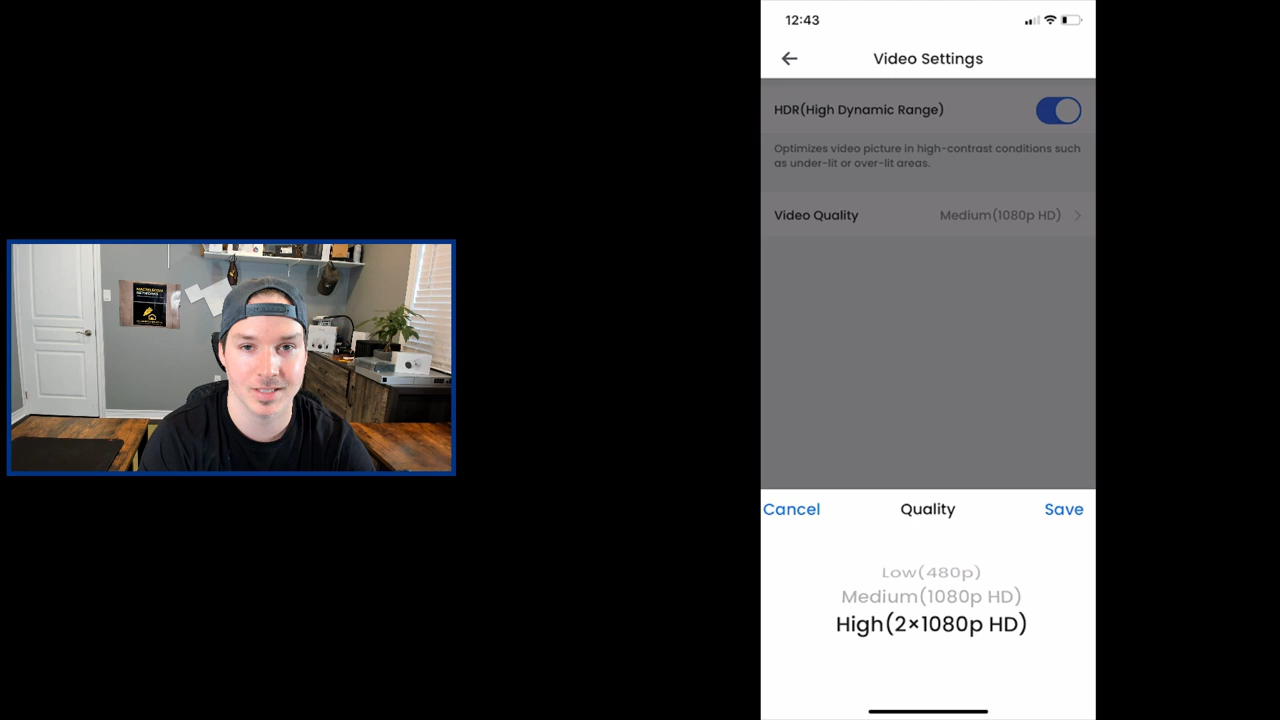 12:43
Video Settings
HDR(High Dynamic Range)
Optimizes video picture in high-contrast conditions such
as under-lit or over-lit areas.
Video Quality
Medium(1080p HD)
Cancel
Quality
Save
Low(480p)
Medium(1080p HD)
High(2×1080p HD)